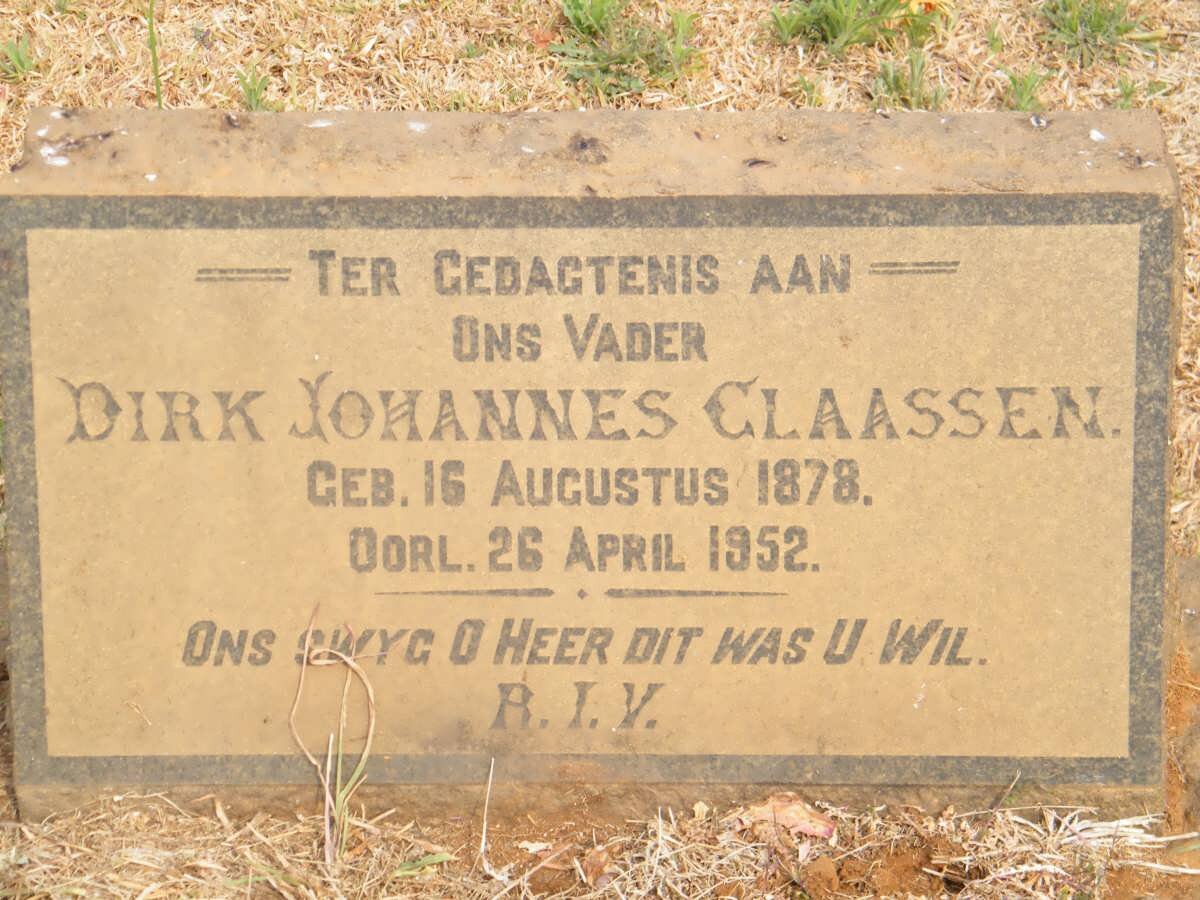 TER GEDAGTENIS AAN
ONS VADER
DIRK JOHANNES CLAASSEN.
GEB. 16 AUGUSTUS 1878.
OORL. 26 APRIL 1952.
ONS SWYG O HEER DIT WAS U WIL.
R.I.V.